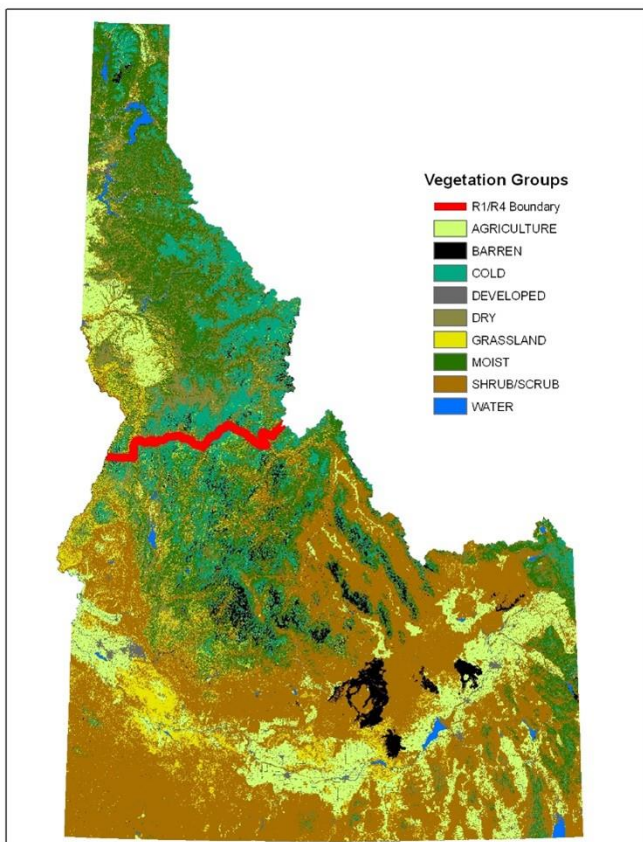 Vegetation Groups
R1/R4 Boundary
AGRICULTURE
BARREN
COLD
DEVELOPED
DRY
GRASSLAND
MOIST
SHRUB/SCRUB
WATER